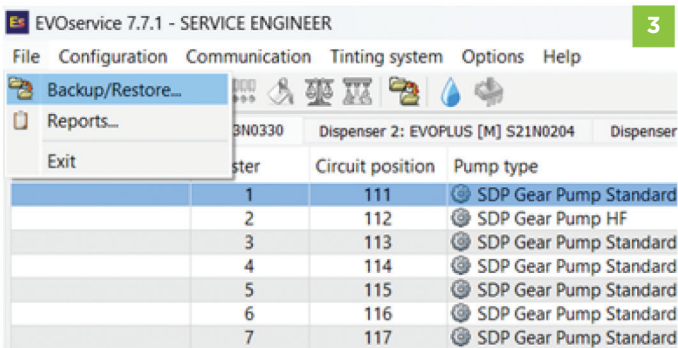 Es EVOservice 7.7.1 - SERVICE ENGINEER
3
File Configuration Communication Tinting system Options Help
Backup/Restore...
Reports...
Exit
3N0330 Dispenser 2: EVOPLUS [M] S21N0204 Dispenser
ster Circuit position Pump type
1 111 SDP Gear Pump Standard
2 112 SDP Gear Pump HF
3 113 SDP Gear Pump Standard
4 114 SDP Gear Pump Standard
5 115 SDP Gear Pump Standard
6 116 SDP Gear Pump Standard
7 117 SDP Gear Pump Standard